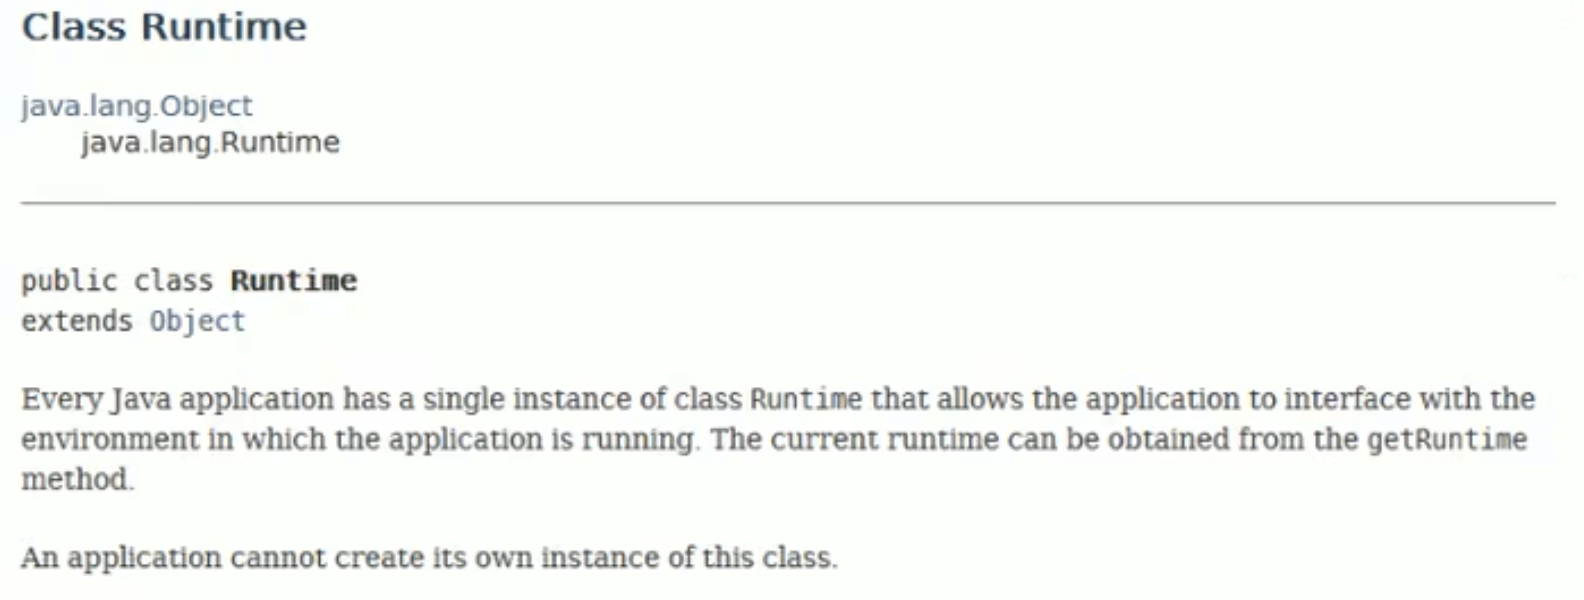 Class Runtime
java.lang.Object
java.lang.Runtime
public class Runtime
extends Object
Every Java application has a single instance of class Runtime that allows the application to interface with the
environment in which the application is running. The current runtime can be obtained from the getRuntime
method.
An application cannot create its own instance of this class.